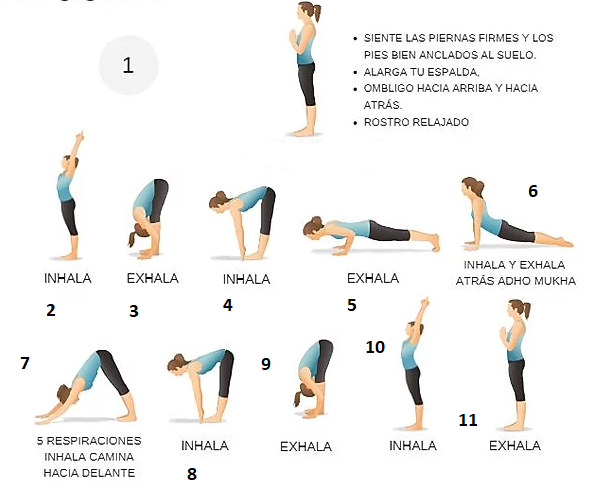 1
• SIENTE LAS PIERNAS FIRMES Y LOS
PIES BIEN ANCLADOS AL SUELO.
• ALARGA TU ESPALDA,
• OMBLIGO HACIA ARRIBA Y HACIA
ATRÁS.
• ROSTRO RELAJADO
INHALA
2
EXHALA
3
INHALA
4
EXHALA
5
6
INHALA Y EXHALA
ATRÁS ADHO MUKHA
7
5 RESPIRACIONES
INHALA CAMINA
HACIA DELANTE
INHALA
8
9
EXHALA
10
INHALA
11
EXHALA